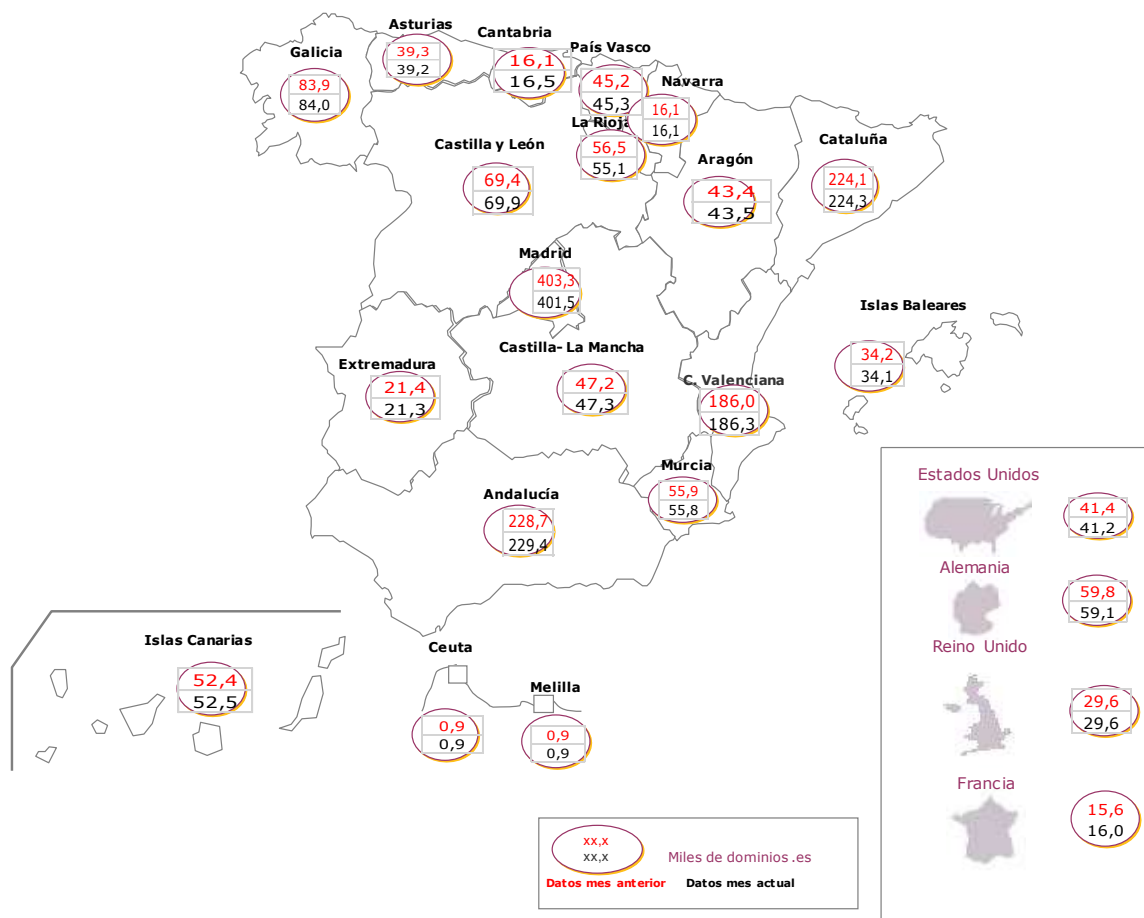 Asturias
39,3
39,2
Cantabria
16,1
16,5
País Vasco
45,2
45,3
Galicia
83,9
84,0
Navarra
16,1
16,1
La Rioja
56,5
55,1
Castilla y León
69,4
69,9
Aragón
43,4
43,5
Cataluña
224,1
224,3
Madrid
403,3
401,5
Islas Baleares
34,2
34,1
Extremadura
21,4
21,3
Castilla- La Mancha
47,2
47,3
C. Valenciana
186,0
186,3
Murcia
55,9
55,8
Andalucía
228,7
229,4
Estados Unidos
41,4
41,2
Alemania
59,8
59,1
Reino Unido
29,6
29,6
Francia
15,6
16,0
Islas Canarias
52,4
52,5
Ceuta
0,9
0,9
Melilla
0,9
0,9
xx,x
xx,x
Miles de dominios .es
Datos mes anterior Datos mes actual